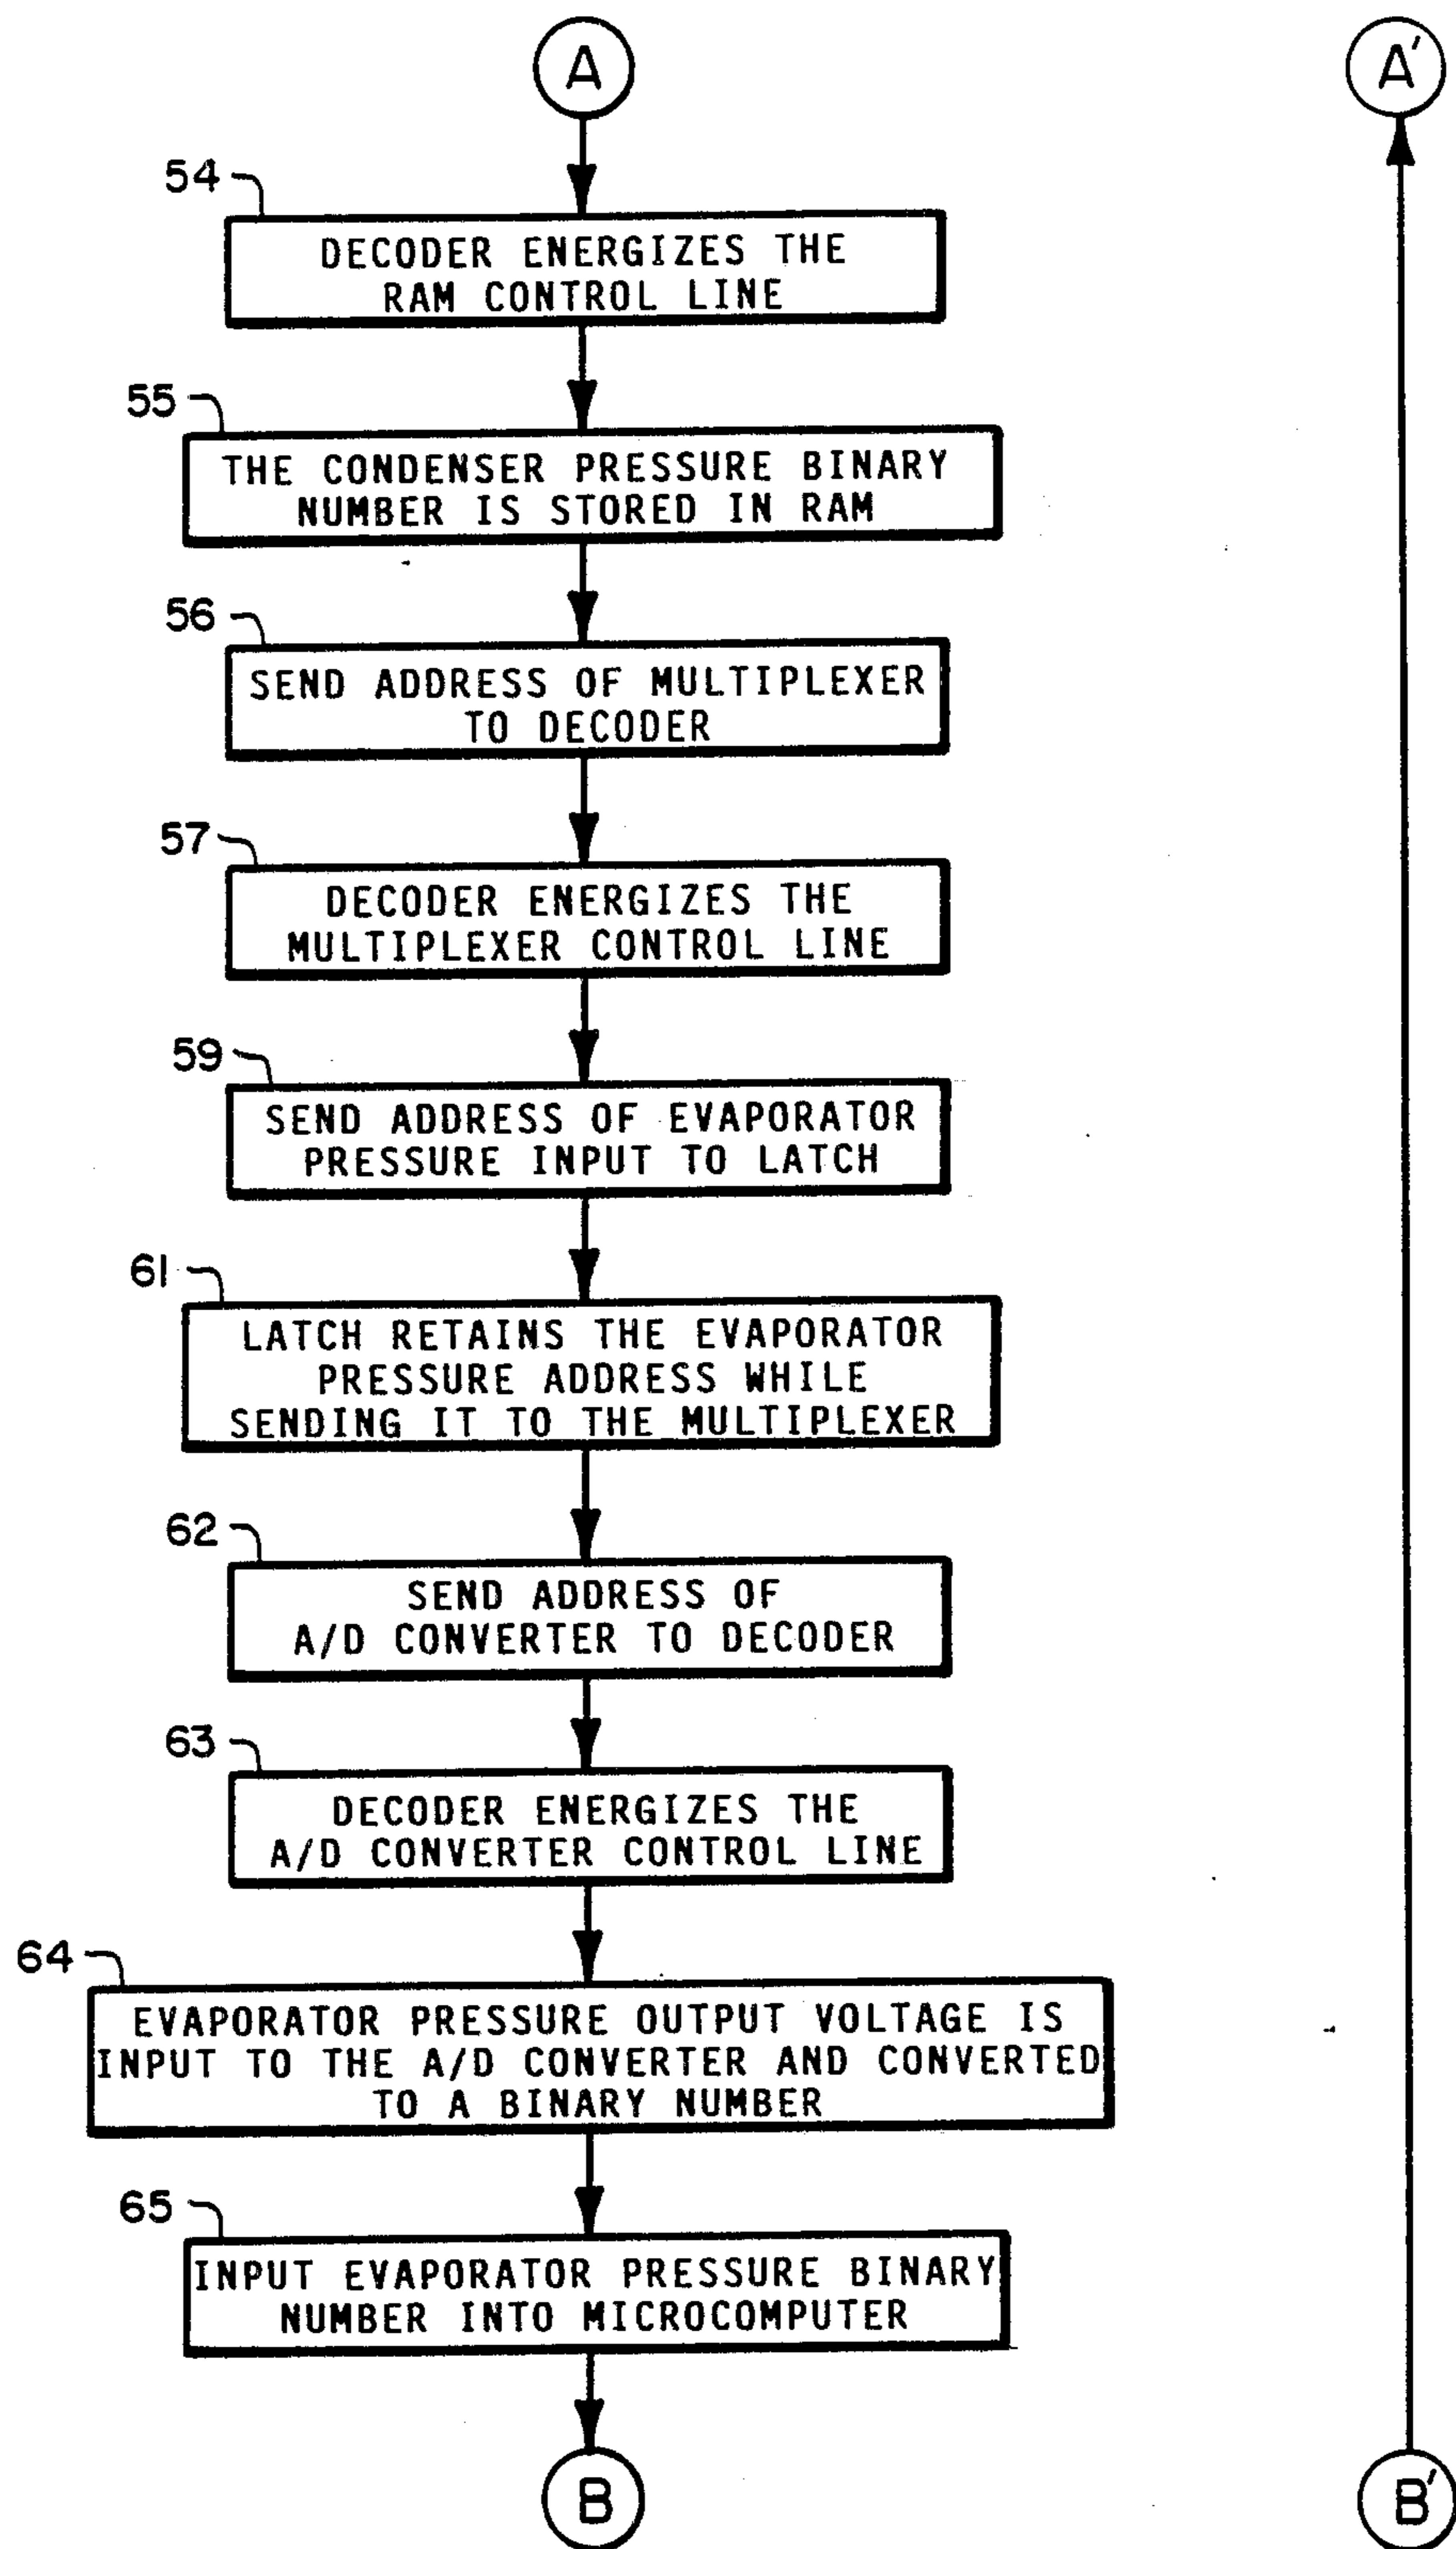 A
A'
54
DECODER ENERGIZES THE
RAM CONTROL LINE
55
THE CONDENSER PRESSURE BINARY
NUMBER IS STORED IN RAM
56
SEND ADDRESS OF MULTIPLEXER
TO DECODER
57
DECODER ENERGIZES THE
MULTIPLEXER CONTROL LINE
59
SEND ADDRESS OF EVAPORATOR
PRESSURE INPUT TO LATCH
61
LATCH RETAINS THE EVAPORATOR
PRESSURE ADDRESS WHILE
SENDING IT TO THE MULTIPLEXER
62
SEND ADDRESS OF
A/D CONVERTER TO DECODER
63
DECODER ENERGIZES THE
A/D CONVERTER CONTROL LINE
64
EVAPORATOR PRESSURE OUTPUT VOLTAGE IS
INPUT TO THE A/D CONVERTER AND CONVERTED
TO A BINARY NUMBER
65
INPUT EVAPORATOR PRESSURE BINARY
NUMBER INTO MICROCOMPUTER
B
B'